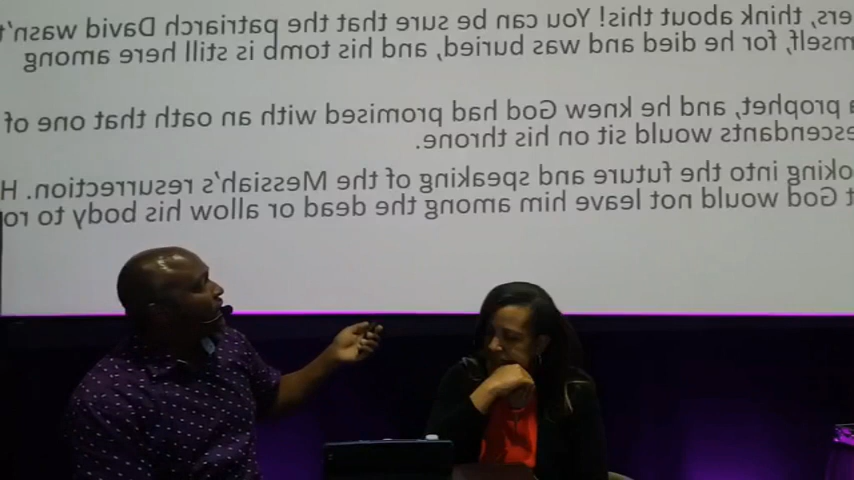 ers, think about this! You can be sure that the patriarch David wasn't
mself, for he died and was buried, and his tomb is still here among
a prophet, and he knew God had promised with an oath that one of
escendants would sit on his throne.
oking into the future and speaking of the Messiah's resurrection. H
t God would not leave him among the dead or allow his body to ro